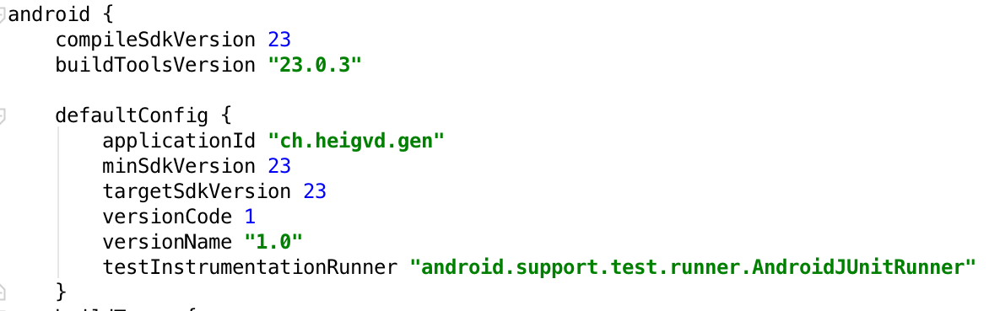 android {
    compileSdkVersion 23
    buildToolsVersion "23.0.3"

    defaultConfig {
        applicationId "ch.heigvd.gen"
        minSdkVersion 23
        targetSdkVersion 23
        versionCode 1
        versionName "1.0"
        testInstrumentationRunner "android.support.test.runner.AndroidJUnitRunner"
    }